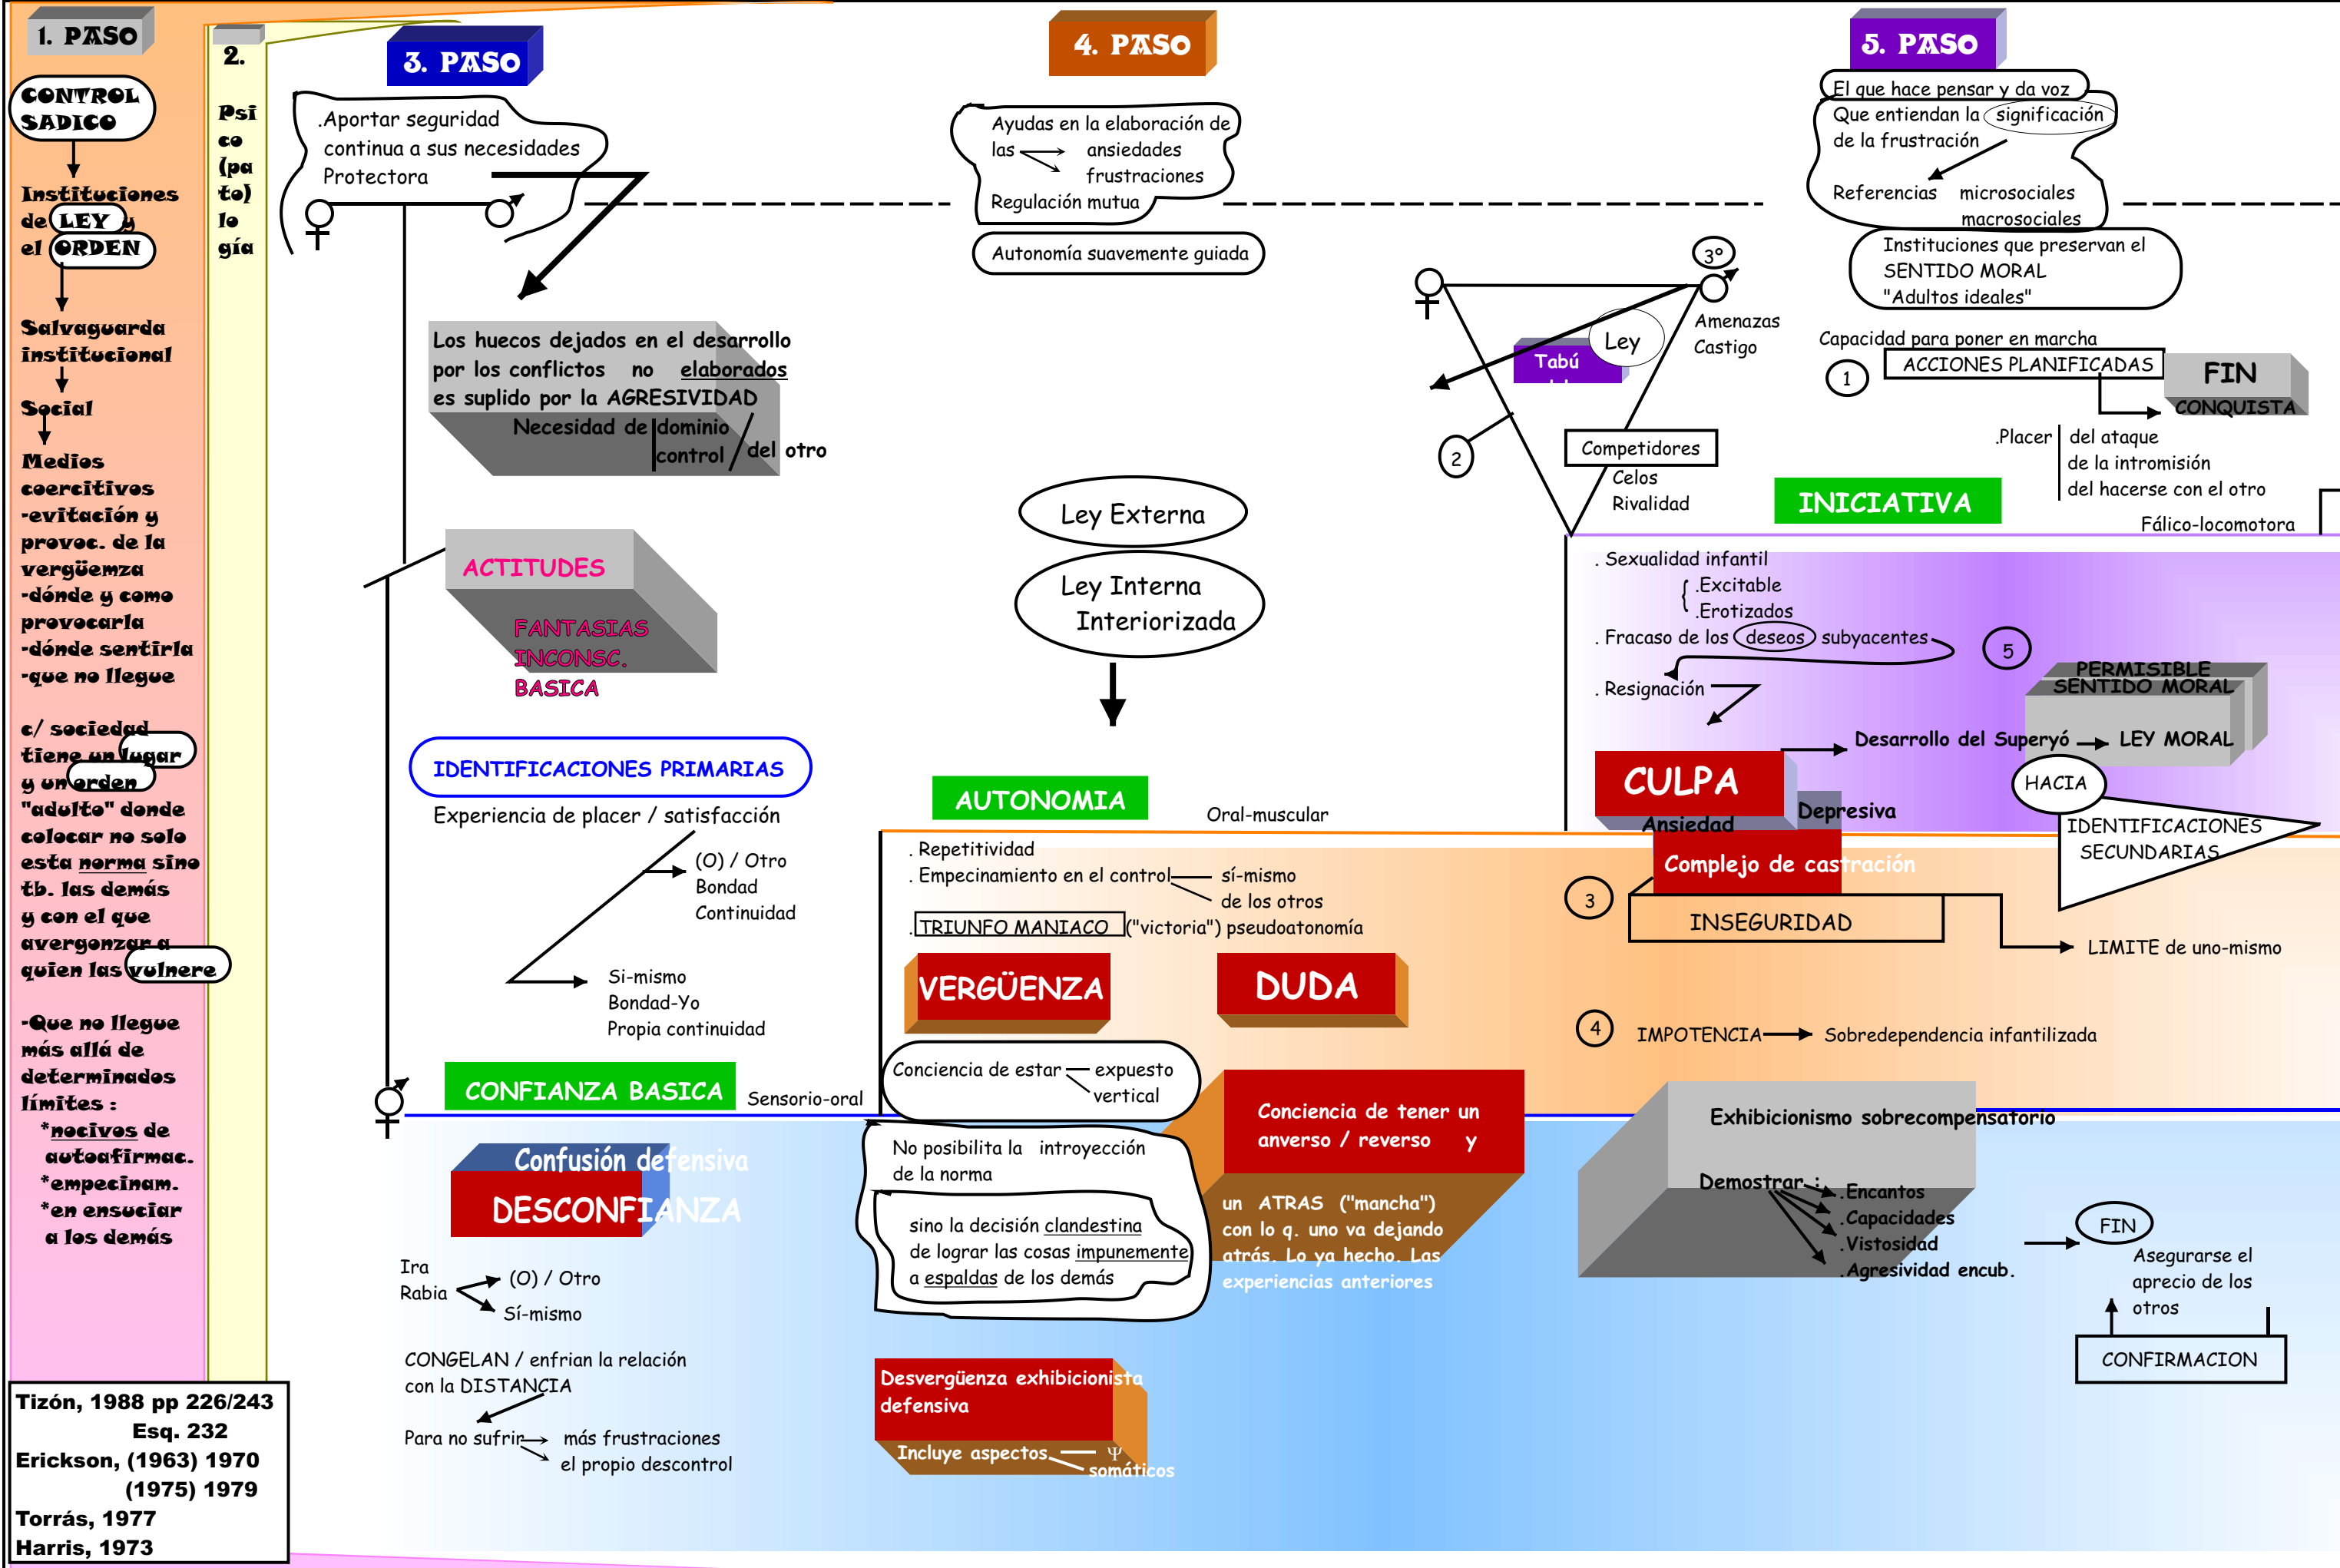 1. PASO
CONTROL
SADICO
Instituciones
de LEY y
el ORDEN
Salvaguarda
institucional
Social
Medios
coercitivos
-evitación y
provoc. de la
vergüemza
-dónde y como
provocarla
-dónde sentirla
-que no llegue
c/ sociedad
tiene un lugar
y un orden
"adulto" donde
colocar no solo
esta norma sino
tb. las demás
y con el que
avergonzar a
quien las vulnere
-Que no llegue
más allá de
determinados
límites :
*nocivos de
autoafirmac.
*empecinam.
*en ensuciar
a los demás
Tizón, 1988 pp 226/243
Esq. 232
Erickson, (1963) 1970
(1975) 1979
Torrás, 1977
Harris, 1973
2.
Psi
co
(pa
to)
lo
gía
3. PASO
.Aportar seguridad
continua a sus necesidades
Protectora
Los huecos dejados en el desarrollo
por los conflictos no elaborados
es suplido por la AGRESIVIDAD
Necesidad de dominio
control / del otro
ACTITUDES
FANTASIAS
INCONSC.
BASICA
IDENTIFICACIONES PRIMARIAS
Experiencia de placer / satisfacción
(O) / Otro
Bondad
Continuidad
Si-mismo
Bondad-Yo
Propia continuidad
CONFIANZA BASICA
Sensorio-oral
Confusión defensiva
DESCONFIANZA
Ira
Rabia
(O) / Otro
Sí-mismo
CONGELAN / enfrian la relación
con la DISTANCIA
Para no sufrir
más frustraciones
el propio descontrol
4. PASO
Ayudas en la elaboración de
las ansiedades
frustraciones
Regulación mutua
Autonomía suavemente guiada
Ley Externa
Ley Interna
Interiorizada
AUTONOMIA
Oral-muscular
. Repetitividad
. Empecinamiento en el control sí-mismo
de los otros
. TRIUNFO MANIACO ("victoria") pseudoatonomía
VERGÜENZA
DUDA
Conciencia de estar expuesto
vertical
No posibilita la introyección
de la norma
sino la decisión clandestina
de lograr las cosas impunemente
a espaldas de los demás
Conciencia de tener un
anverso / reverso y
un ATRAS ("mancha")
con lo q. uno va dejando
atrás. Lo ya hecho. Las
experiencias anteriores
Desvergüenza exhibicionista
defensiva
Incluye aspectos Ψ
somáticos
5. PASO
El que hace pensar y da voz
Que entiendan la significación
de la frustración
Referencias microsociales
macrosociales
Instituciones que preservan el
SENTIDO MORAL
"Adultos ideales"
3º
Ley
Tabú
Amenazas
Castigo
2
Competidores
Celos
Rivalidad
Capacidad para poner en marcha
1
ACCIONES PLANIFICADAS
FIN
CONQUISTA
.Placer del ataque
de la intromisión
del hacerse con el otro
INICIATIVA
Fálico-locomotora
. Sexualidad infantil
.Excitable
.Erotizados
. Fracaso de los deseos subyacentes
. Resignación
5
PERMISIBLE
SENTIDO MORAL
Desarrollo del Superyó
LEY MORAL
CULPA
Ansiedad
Depresiva
HACIA
IDENTIFICACIONES
SECUNDARIAS
Complejo de castración
3
INSEGURIDAD
LIMITE de uno-mismo
4
IMPOTENCIA
Sobredependencia infantilizada
Exhibicionismo sobrecompensatorio
Demostrar :
.Encantos
.Capacidades
.Vistosidad
.Agresividad encub.
FIN
Asegurarse el
aprecio de los
otros
CONFIRMACION